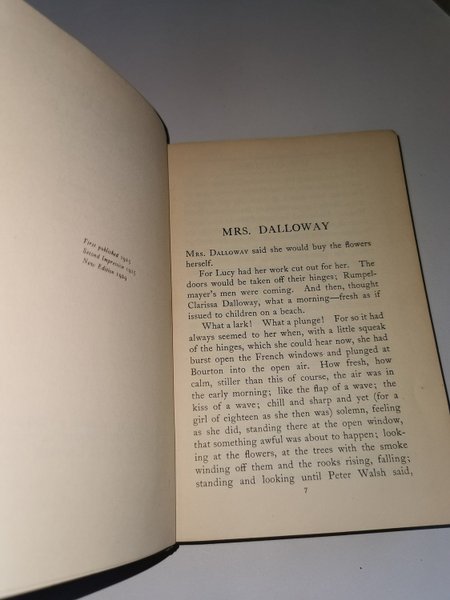 First published 1925
Second Impression 1925
New Edition 1929
MRS. DALLOWAY
MRS. DALLOWAY said she would buy the flowers
herself.
For Lucy had her work cut out for her. The
doors would be taken off their hinges; Rumpel-
mayer's men were coming. And then, thought
Clarissa Dalloway, what a morning—fresh as if
issued to children on a beach.
What a lark! What a plunge! For so it had
always seemed to her when, with a little squeak
of the hinges, which she could hear now, she had
burst open the French windows and plunged at
Bourton into the open air. How fresh, how
calm, stiller than this of course, the air was in
the early morning; like the flap of a wave; the
kiss of a wave; chill and sharp and yet (for a
girl of eighteen as she then was) solemn, feeling
as she did, standing there at the open window,
that something awful was about to happen; look-
ing at the flowers, at the trees with the smoke
winding off them and the rooks rising, falling;
standing and looking until Peter Walsh said,
7